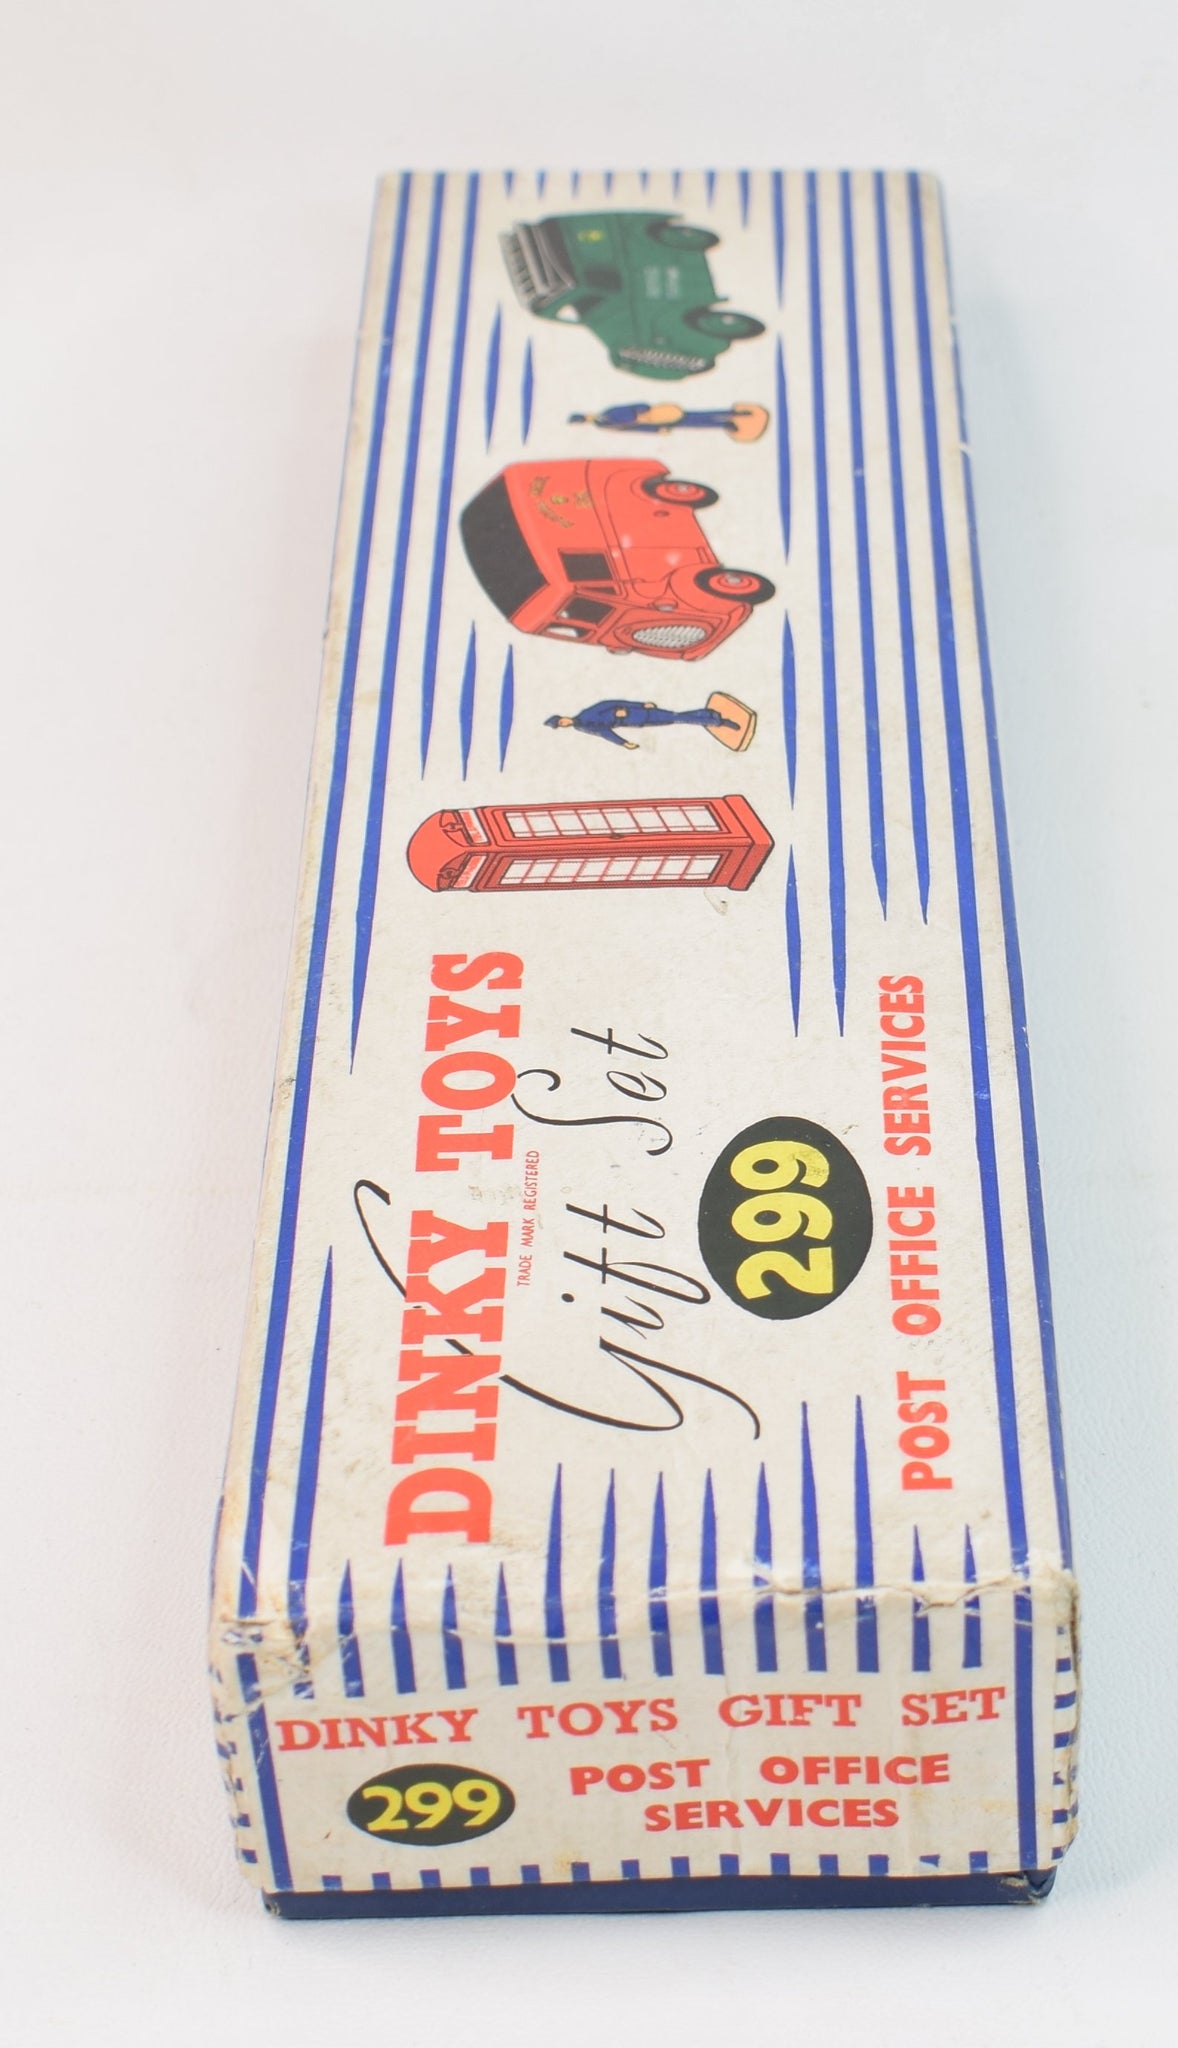 DINKY TOYS
TRADE MARK REGISTERED
Gift Set
299
POST OFFICE SERVICES
DINKY TOYS GIFT SET
299
POST OFFICE
SERVICES